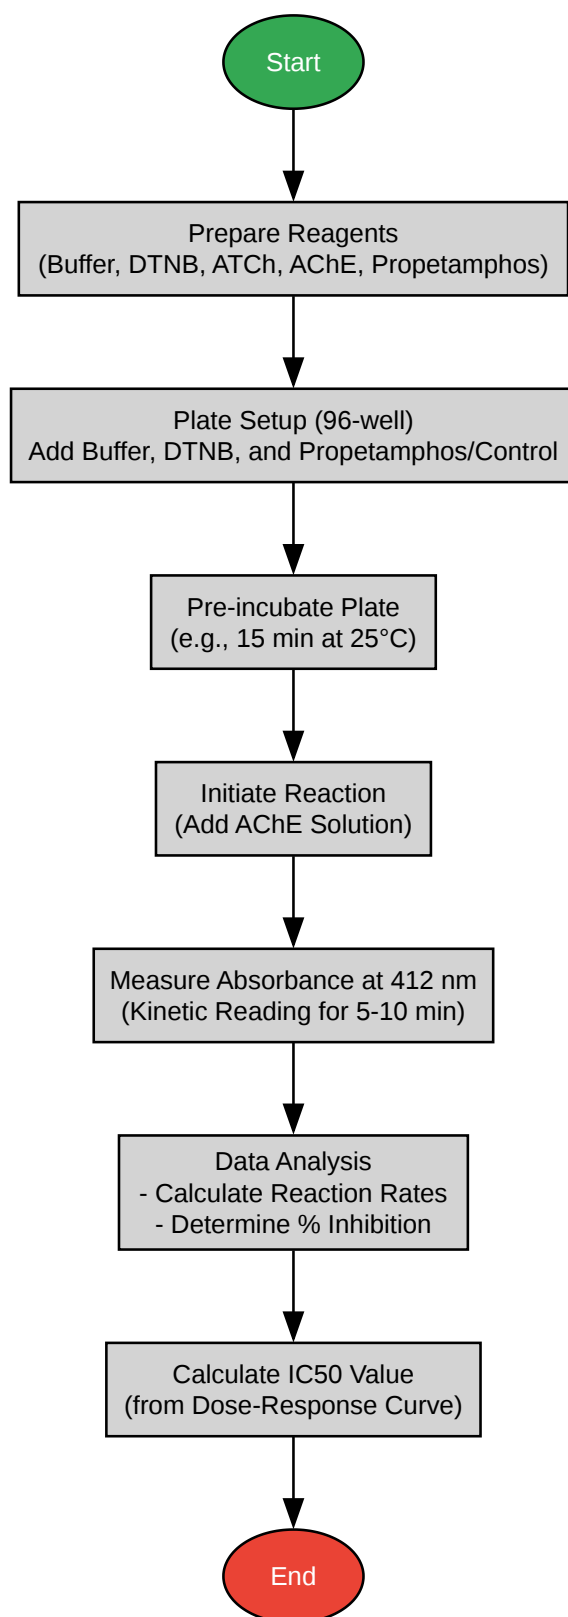 Start
Prepare Reagents
(Buffer, DTNB, ATCh, AChE, Propetamphos)
Plate Setup (96-well)
Add Buffer, DTNB, and Propetamphos/Control
Pre-incubate Plate
(e.g., 15 min at 25°C)
Initiate Reaction
(Add AChE Solution)
Measure Absorbance at 412 nm
(Kinetic Reading for 5-10 min)
Data Analysis
- Calculate Reaction Rates
- Determine % Inhibition
Calculate IC50 Value
(from Dose-Response Curve)
End